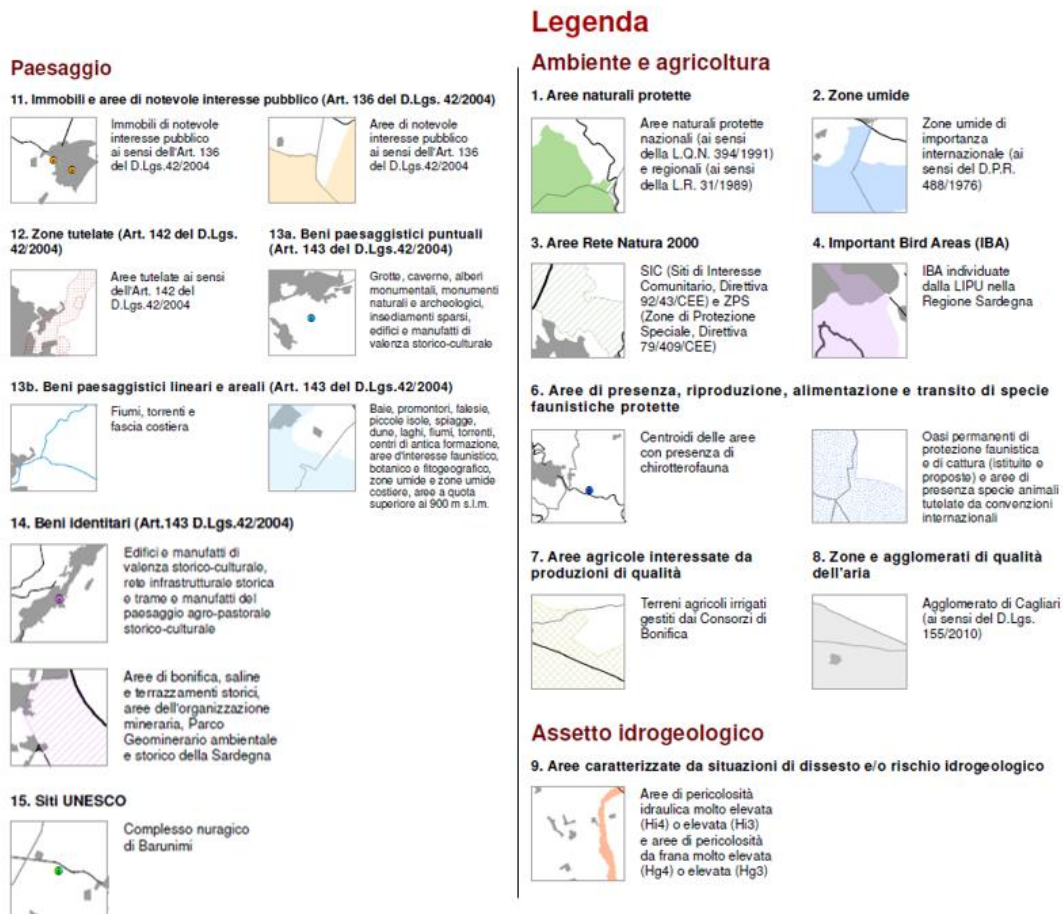 Legenda
Paesaggio
11. Immobili e aree di notevole interesse pubblico (Art. 136 del D.Lgs. 42/2004)
Immobili di notevole
interesse pubblico
ai sensi dell'Art. 136
del D.Lgs.42/2004
Aree di notevole
interesse pubblico
ai sensi dell'Art. 136
del D.Lgs.42/2004
12. Zone tutelate (Art. 142 del D.Lgs.
42/2004)
Aree tutelate ai sensi
dell'Art. 142 del
D.Lgs.42/2004
13a. Beni paesaggistici puntuali
(Art. 143 del D.Lgs.42/2004)
Grotte, caverne, alberi
monumentali, monumenti
naturali e archeologici,
insediamenti sparsi,
edifici e manufatti di
valenza storico-culturale
13b. Beni paesaggistici lineari e areali (Art. 143 del D.Lgs.42/2004)
Fiumi, torrenti e
fascia costiera
Baie, promontori, falesie,
piccole isole, spiagge,
dune, laghi, fiumi, torrenti,
centri di antica formazione,
aree d'interesse faunistico,
botanico e fitogeografico,
zone umide e zone umide
costiere, aree a quota
superiore ai 900 m s.l.m.
14. Beni identitari (Art.143 D.Lgs.42/2004)
Edifici e manufatti di
valenza storico-culturale,
rete infrastrutturale storica
e trame e manufatti del
paesaggio agro-pastorale
storico-culturale
Aree di bonifica, saline
e terrazzamenti storici,
aree dell'organizzazione
mineraria, Parco
Geominerario ambientale
e storico della Sardegna
15. Siti UNESCO
Complesso nuragico
di Barunimi
Ambiente e agricoltura
1. Aree naturali protette
Aree naturali protette
nazionali (ai sensi
della L.Q.N. 394/1991)
e regionali (ai sensi
della L.R. 31/1989)
2. Zone umide
Zone umide di
importanza
internazionale (ai
sensi del D.P.R.
488/1976)
3. Aree Rete Natura 2000
SIC (Siti di Interesse
Comunitario, Direttiva
92/43/CEE) e ZPS
(Zone di Protezione
Speciale, Direttiva
79/409/CEE)
4. Important Bird Areas (IBA)
IBA individuate
dalla LIPU nella
Regione Sardegna
6. Aree di presenza, riproduzione, alimentazione e transito di specie
faunistiche protette
Centroidi delle aree
con presenza di
chirotterofauna
Oasi permanenti di
protezione faunistica
e di cattura (istituite e
proposte) e aree di
presenza specie animali
tutelate da convenzioni
internazionali
7. Aree agricole interessate da
produzioni di qualità
Terreni agricoli irrigati
gestiti dai Consorzi di
Bonifica
8. Zone e agglomerati di qualità
dell'aria
Agglomerato di Cagliari
(ai sensi del D.Lgs.
155/2010)
Assetto idrogeologico
9. Aree caratterizzate da situazioni di dissesto e/o rischio idrogeologico
Aree di pericolosità
idraulica molto elevata
(Hi4) o elevata (Hi3)
e aree di pericolosità
da frana molto elevata
(Hg4) o elevata (Hg3)